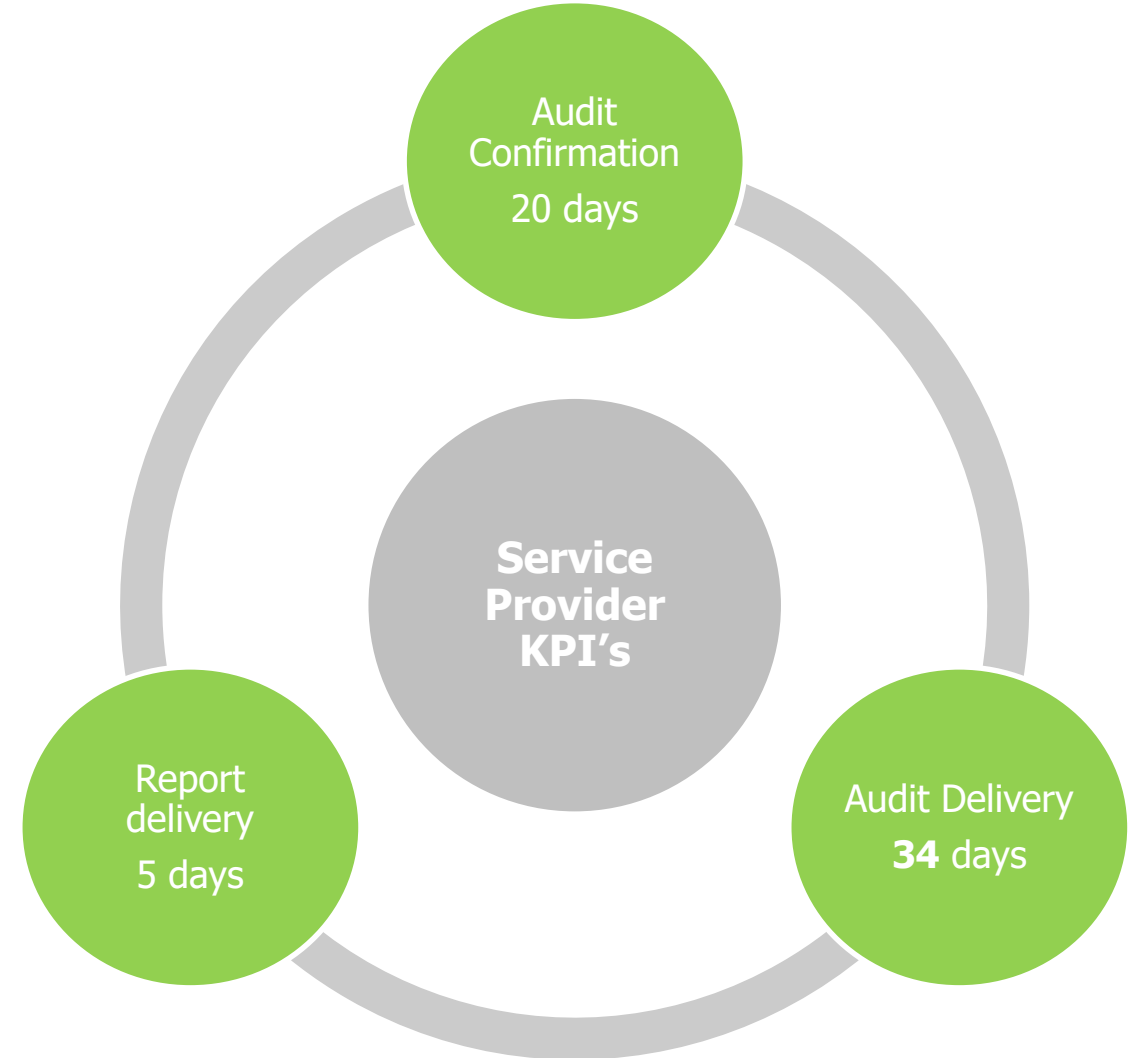 Audit
Confirmation
20 days
Service
Provider
KPI’s
Report
delivery
5 days
Audit Delivery
34 days